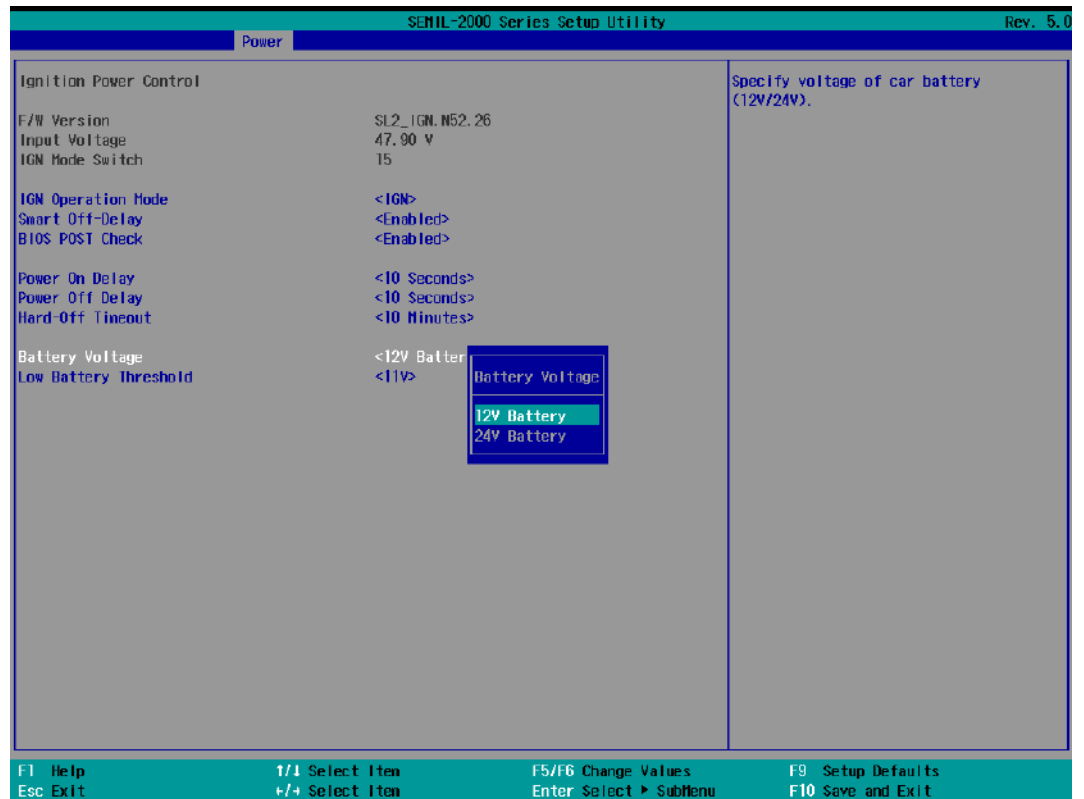 SEMIL-2000 Series Setup Utility Rev. 5.0
Power
Ignition Power Control
Specify voltage of car battery
(12V/24V).
F/W Version SL2_IGN.N52.26
Input Voltage 47.90 V
IGN Mode Switch 15
IGN Operation Mode <IGN>
Smart Off-Delay <Enabled>
BIOS POST Check <Enabled>
Power On Delay <10 Seconds>
Power Off Delay <10 Seconds>
Hard-Off Timeout <10 Minutes>
Battery Voltage <12V Batter
Low Battery Threshold <11V>
Battery Voltage
12V Battery
24V Battery
F1 Help ↑/↓ Select Item F5/F6 Change Values F9 Setup Defaults
Esc Exit ←/→ Select Item Enter Select ▶ SubMenu F10 Save and Exit